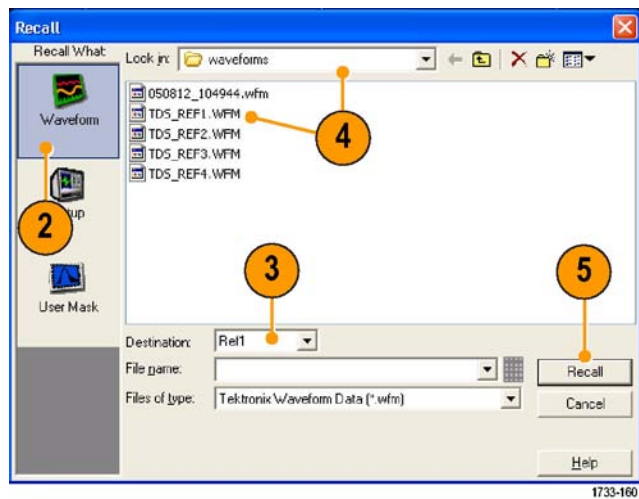 Recall
Recall What:
Look in: waveforms
Waveform
050812_104944.wfm
TDS_REF1.WFM
TDS_REF2.WFM
TDS_REF3.WFM
TDS_REF4.WFM
4
2
User Mask
3
5
Destination: Ref1
File name:
Recall
Files of type: Tektronix Waveform Data (*.wfm)
Cancel
Help
1733-160